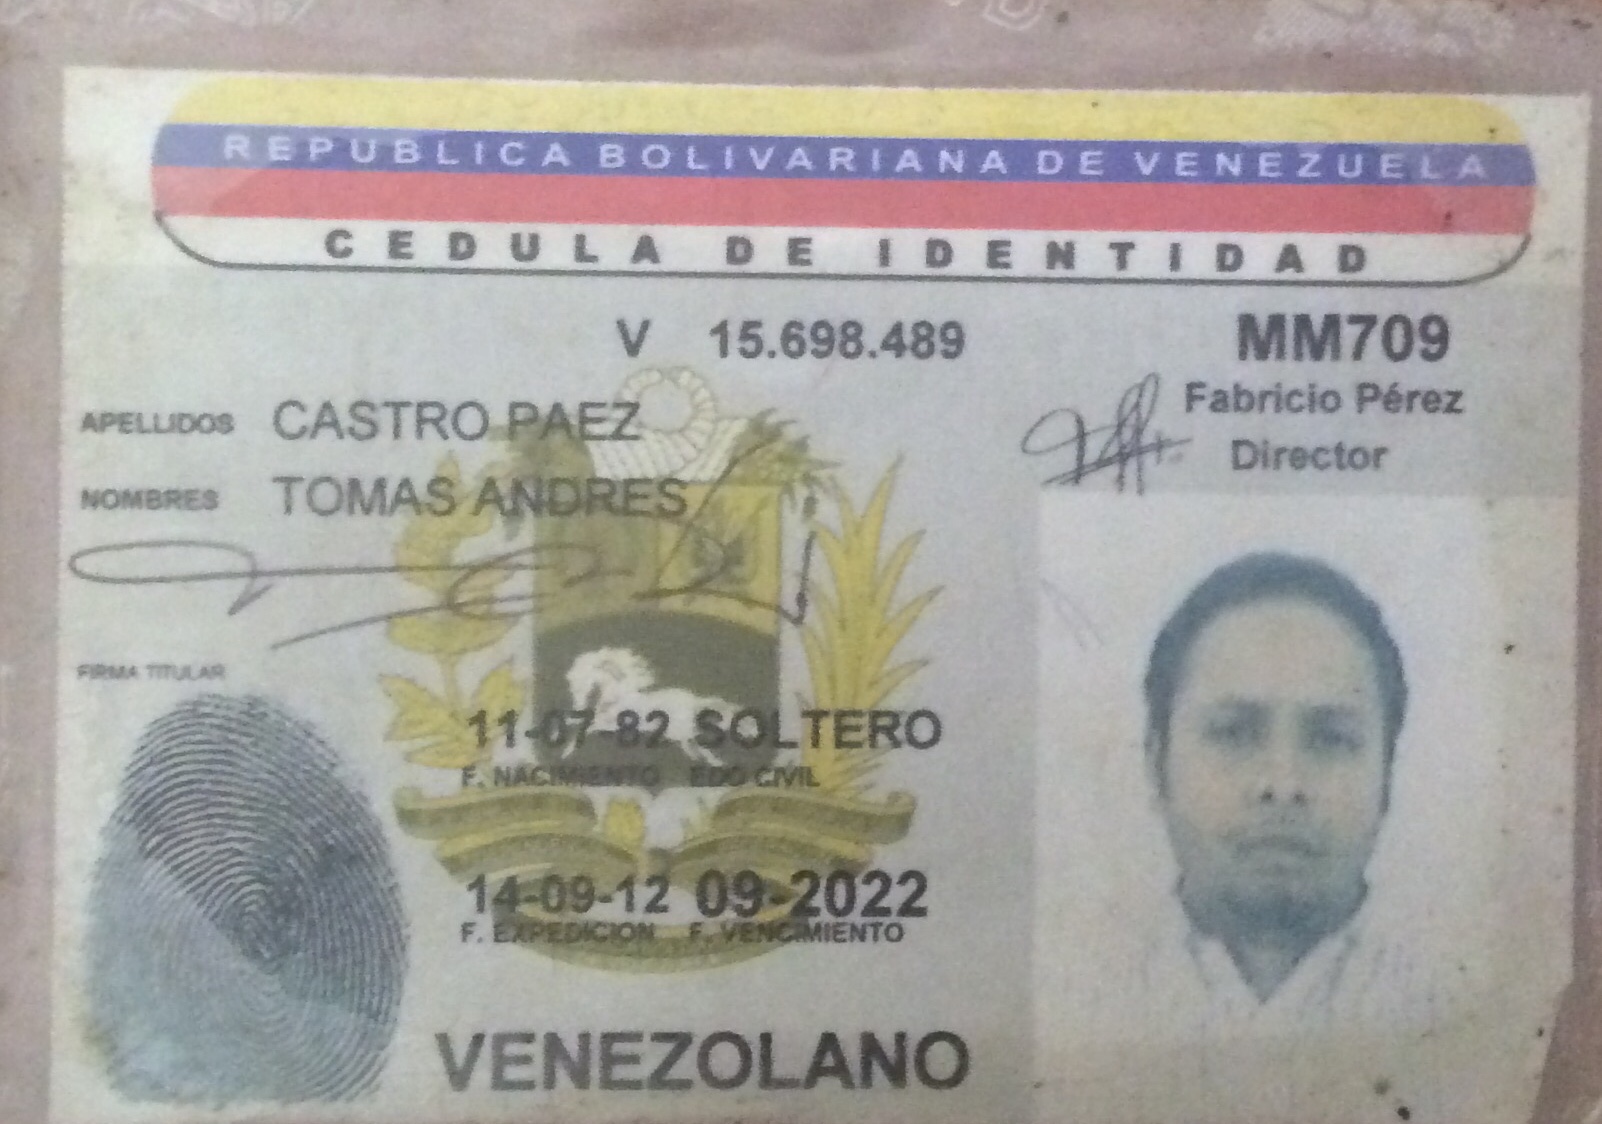 REPUBLICA BOLIVARIANA DE VENEZUELA
CEDULA DE IDENTIDAD
V 15.698.489
MM709
Fabricio Pérez
Director
APELLIDOS CASTRO PAEZ
NOMBRES TOMAS ANDRES
FIRMA TITULAR
11-07-82 SOLTERO
F. NACIMIENTO EDO CIVIL
14-09-12 09-2022
F. EXPEDICION F. VENCIMIENTO
VENEZOLANO